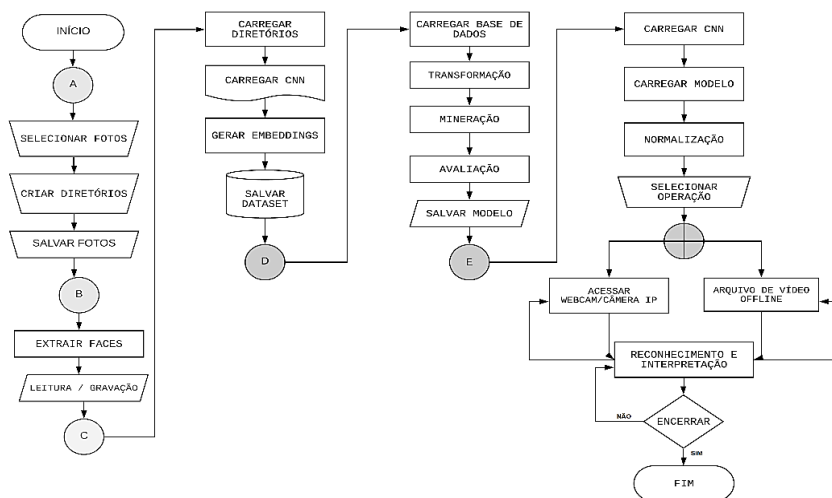 INÍCIO
A
SELECIONAR FOTOS
CRIAR DIRETÓRIOS
SALVAR FOTOS
B
EXTRAIR FACES
LEITURA / GRAVAÇÃO
C
CARREGAR
DIRETÓRIOS
CARREGAR CNN
GERAR EMBEDDINGS
SALVAR
DATASET
D
CARREGAR BASE DE
DADOS
TRANSFORMAÇÃO
MINERAÇÃO
AVALIAÇÃO
SALVAR MODELO
E
CARREGAR CNN
CARREGAR MODELO
NORMALIZAÇÃO
SELECIONAR
OPERAÇÃO
ACESSAR
WEBCAM/CÂMERA IP
ARQUIVO DE VÍDEO
OFFLINE
RECONHECIMENTO E
INTERPRETAÇÃO
NÃO
ENCERRAR
SIM
FIM